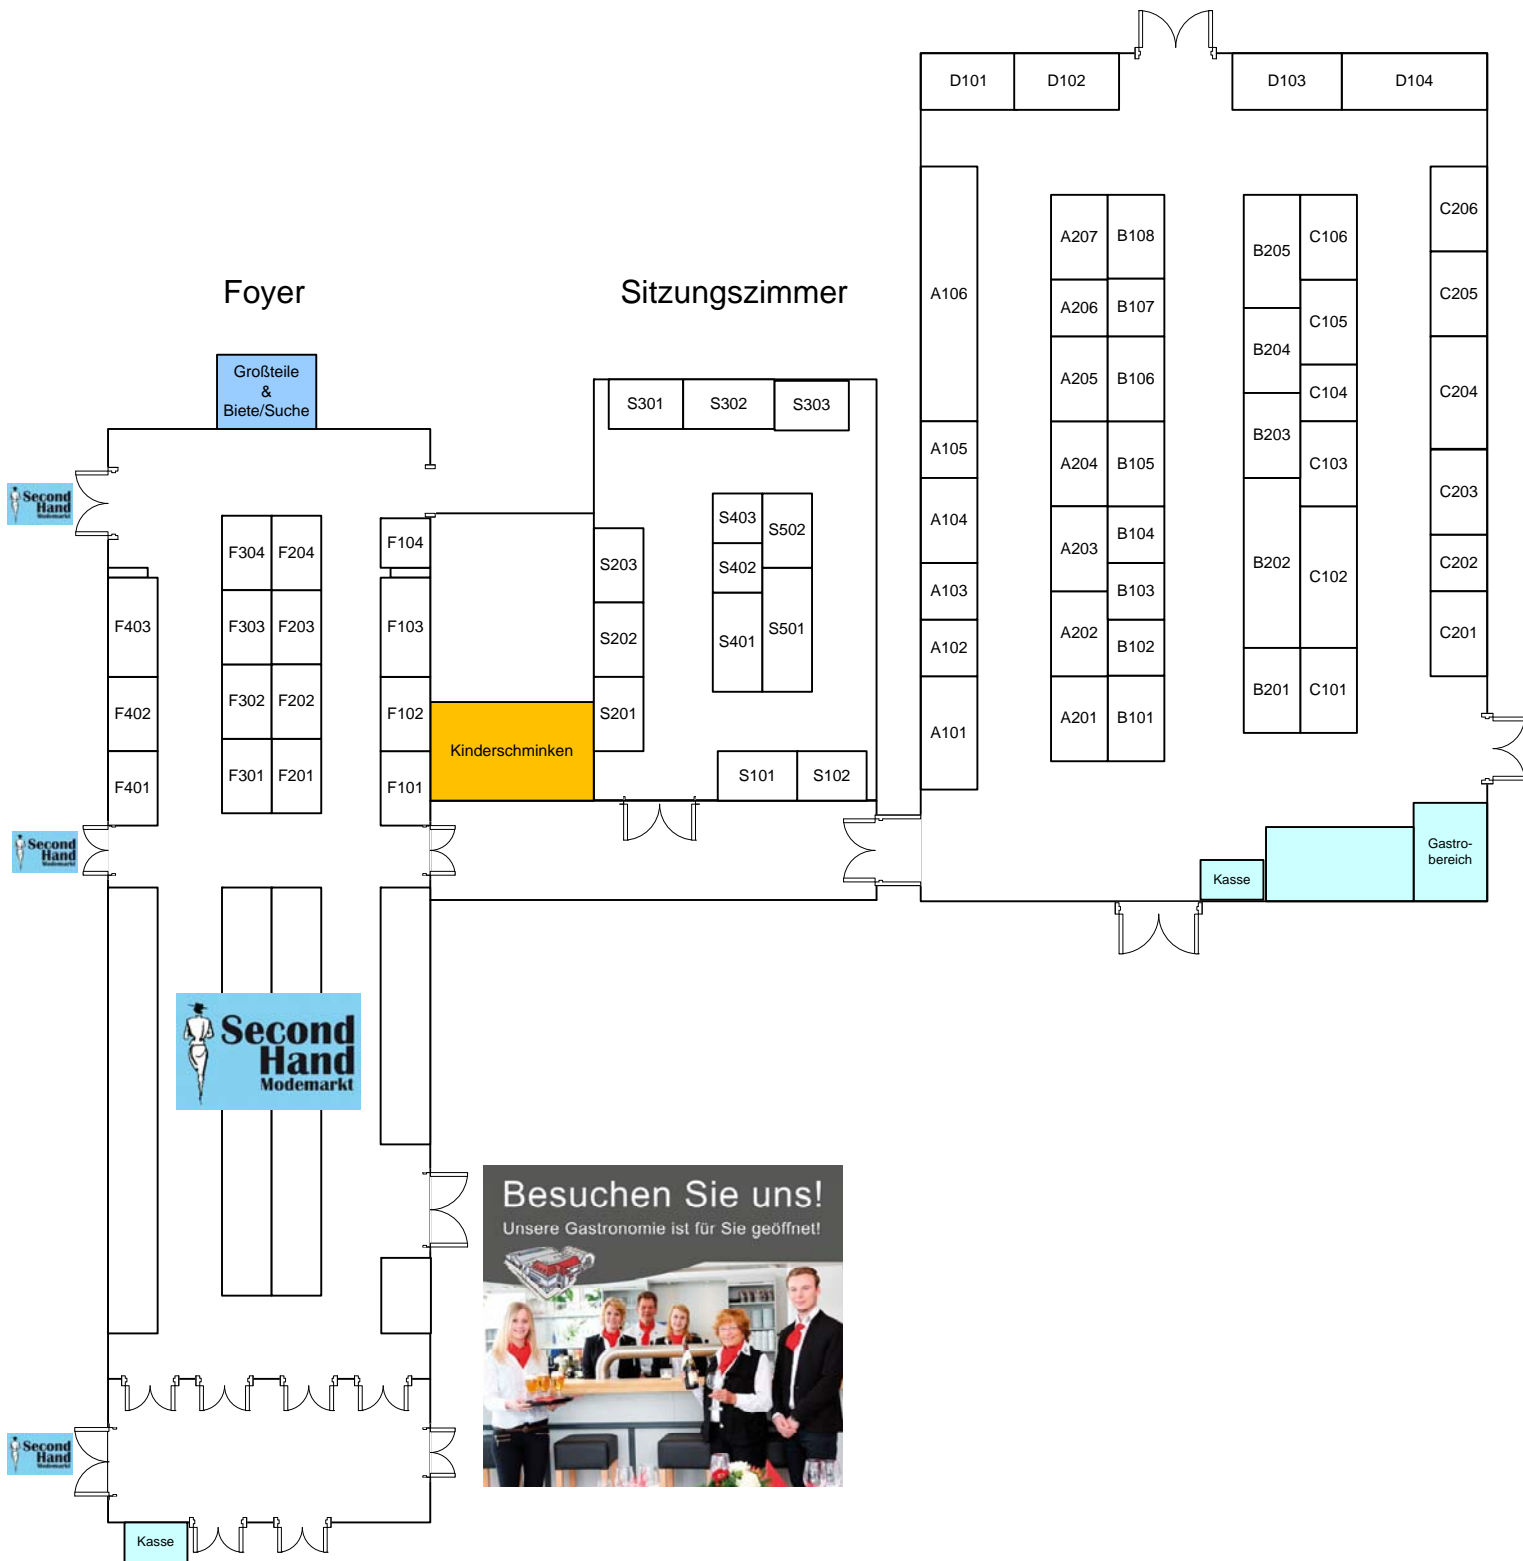 D101
D102
D103
D104
A106
A105
A104
A103
A102
A101
A207
A206
A205
A204
A203
A202
A201
B108
B107
B106
B105
B104
B103
B102
B101
B205
B204
B203
B202
B201
C106
C105
C104
C103
C102
C101
C206
C205
C204
C203
C202
C201
Gastro-
bereich
Kasse
Foyer
Sitzungszimmer
Großteile
&
Biete/Suche
S301
S302
S303
S403
S402
S401
S502
S501
S203
S202
S201
S101
S102
Kinderschminken
F304
F303
F302
F301
F204
F203
F202
F201
F104
F103
F102
F101
F403
F402
F401
Second
Hand
Modemarkt
Second
Hand
Modemarkt
Second
Hand
Modemarkt
Besuchen Sie uns!
Unsere Gastronomie ist für Sie geöffnet!
Second
Hand
Modemarkt
Kasse